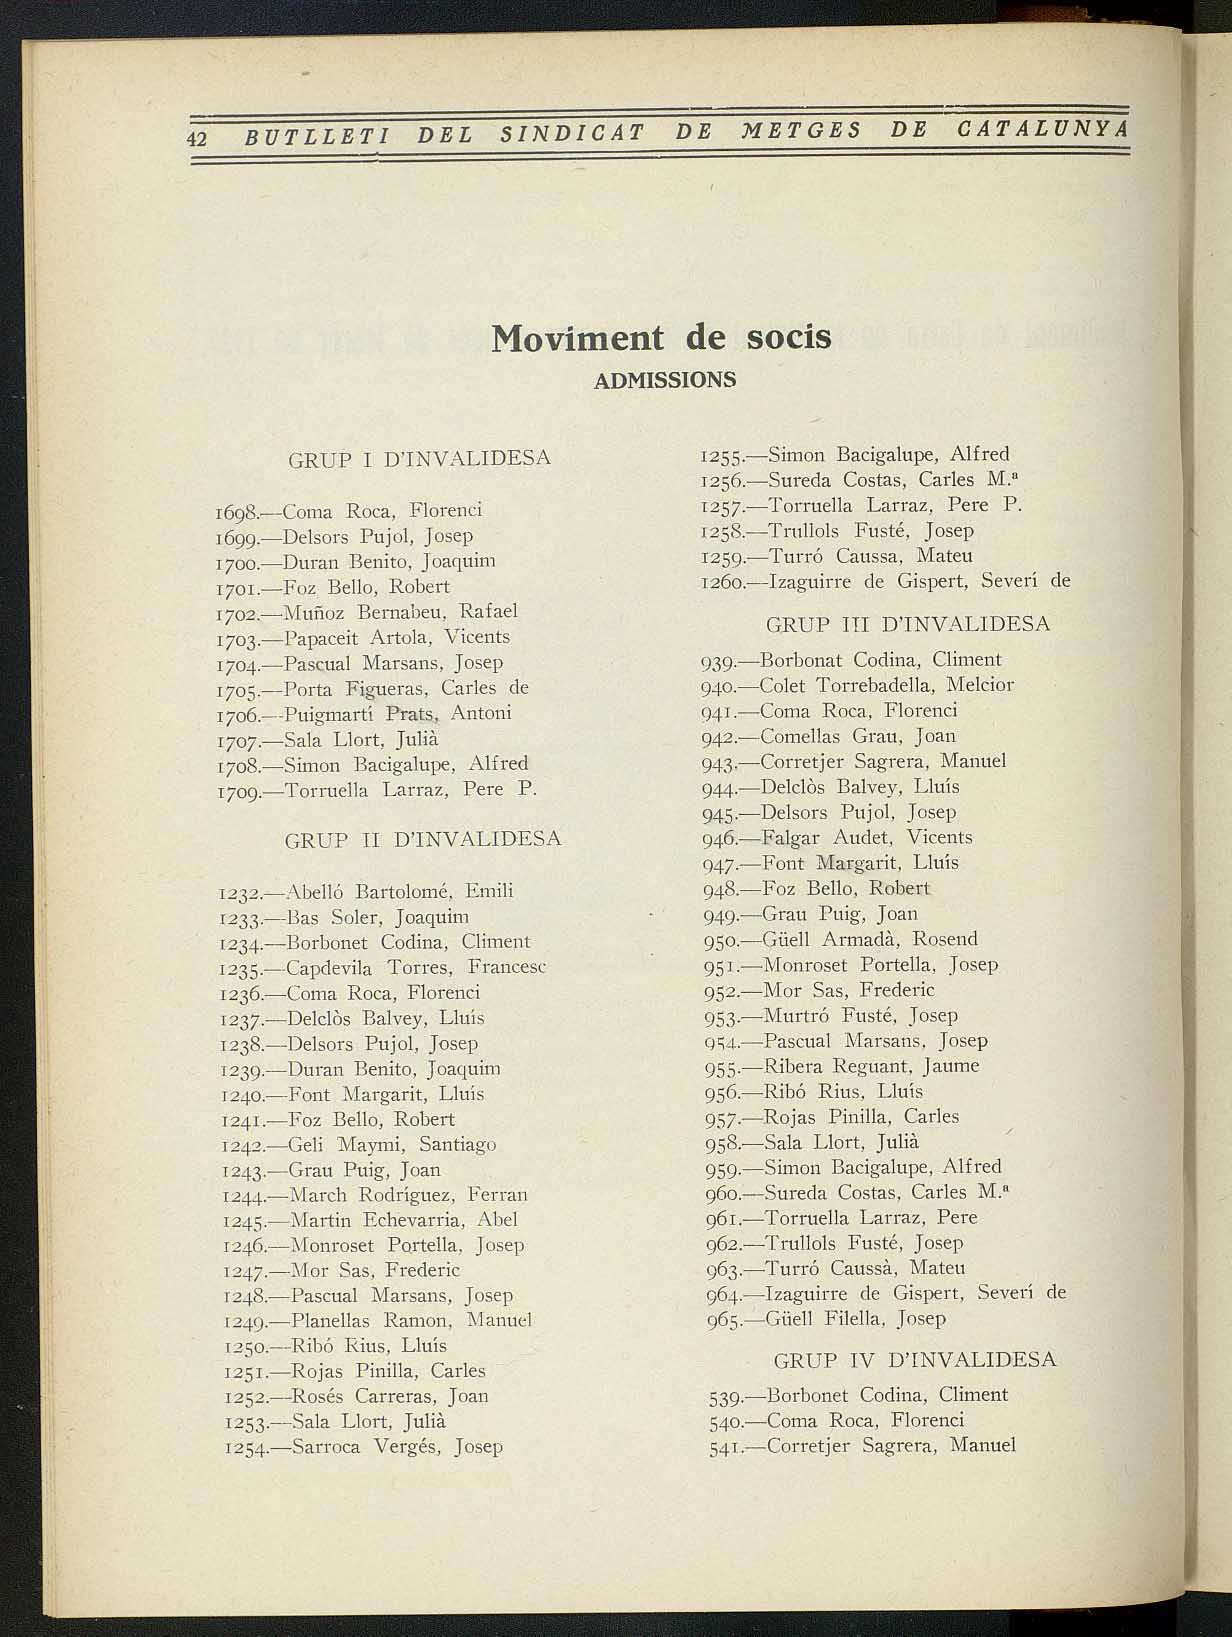 42 BUTLLETI DEL SINDICAT DE METGES DE CATALUNYA
Moviment de socis
ADMISSIONS
GRUP I D'INVALIDESA
1698.—Coma Roca, Florenci
1699.—Delsors Pujol, Josep
1700.—Duran Benito, Joaquim
1701.—Foz Bello, Robert
1702.—Muñoz Bernabeu, Rafael
1703.—Papaceit Artola, Vicents
1704.—Pascual Marsans, Josep
1705.—Porta Figueras, Carles de
1706.—Puigmartí Prats, Antoni
1707.—Sala Llort, Julià
1708.—Simon Bacigalupe, Alfred
1709.—Torruella Larraz, Pere P.
GRUP II D'INVALIDESA
1232.—Abelló Bartolomé, Emili
1233.—Bas Soler, Joaquim
1234.—Borbonet Codina, Climent
1235.—Capdevila Torres, Francesc
1236.—Coma Roca, Florenci
1237.—Delclòs Balvey, Lluís
1238.—Delsors Pujol, Josep
1239.—Duran Benito, Joaquim
1240.—Font Margarit, Lluís
1241.—Foz Bello, Robert
1242.—Geli Maymi, Santiago
1243.—Grau Puig, Joan
1244.—March Rodríguez, Ferran
1245.—Martin Echevarria, Abel
1246.—Monroset Portella, Josep
1247.—Mor Sas, Frederic
1248.—Pascual Marsans, Josep
1249.—Planellas Ramon, Manuel
1250.—Ribó Rius, Lluís
1251.—Rojas Pinilla, Carles
1252.—Rosés Carreras, Joan
1253.—Sala Llort, Julià
1254.—Sarroca Vergés, Josep
1255.—Simon Bacigalupe, Alfred
1256.—Sureda Costas, Carles M.ª
1257.—Torruella Larraz, Pere P.
1258.—Trullols Fusté, Josep
1259.—Turró Caussa, Mateu
1260.—Izaguirre de Gispert, Severí de
GRUP III D'INVALIDESA
939.—Borbonat Codina, Climent
940.—Colet Torrebadella, Melcior
941.—Coma Roca, Florenci
942.—Comellas Grau, Joan
943.—Corretjer Sagrera, Manuel
944.—Delclòs Balvey, Lluís
945.—Delsors Pujol, Josep
946.—Falgar Audet, Vicents
947.—Font Margarit, Lluís
948.—Foz Bello, Robert
949.—Grau Puig, Joan
950.—Güell Armadà, Rosend
951.—Monroset Portella, Josep
952.—Mor Sas, Frederic
953.—Murtró Fusté, Josep
954.—Pascual Marsans, Josep
955.—Ribera Reguant, Jaume
956.—Ribó Rius, Lluís
957.—Rojas Pinilla, Carles
958.—Sala Llort, Julià
959.—Simon Bacigalupe, Alfred
960.—Sureda Costas, Carles M.ª
961.—Torruella Larraz, Pere
962.—Trullols Fusté, Josep
963.—Turró Caussà, Mateu
964.—Izaguirre de Gispert, Severí de
965.—Güell Filella, Josep
GRUP IV D'INVALIDESA
539.—Borbonet Codina, Climent
540.—Coma Roca, Florenci
541.—Corretjer Sagrera, Manuel